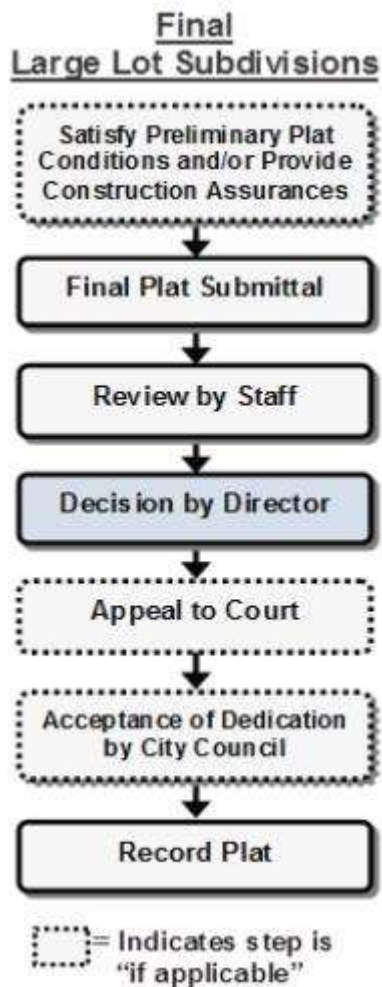 Final
Large Lot Subdivisions
Satisfy Preliminary Plat
Conditions and/or Provide
Construction Assurances
Final Plat Submittal
Review by Staff
Decision by Director
Appeal to Court
Acceptance of Dedication
by City Council
Record Plat
= Indicates step is
“if applicable”